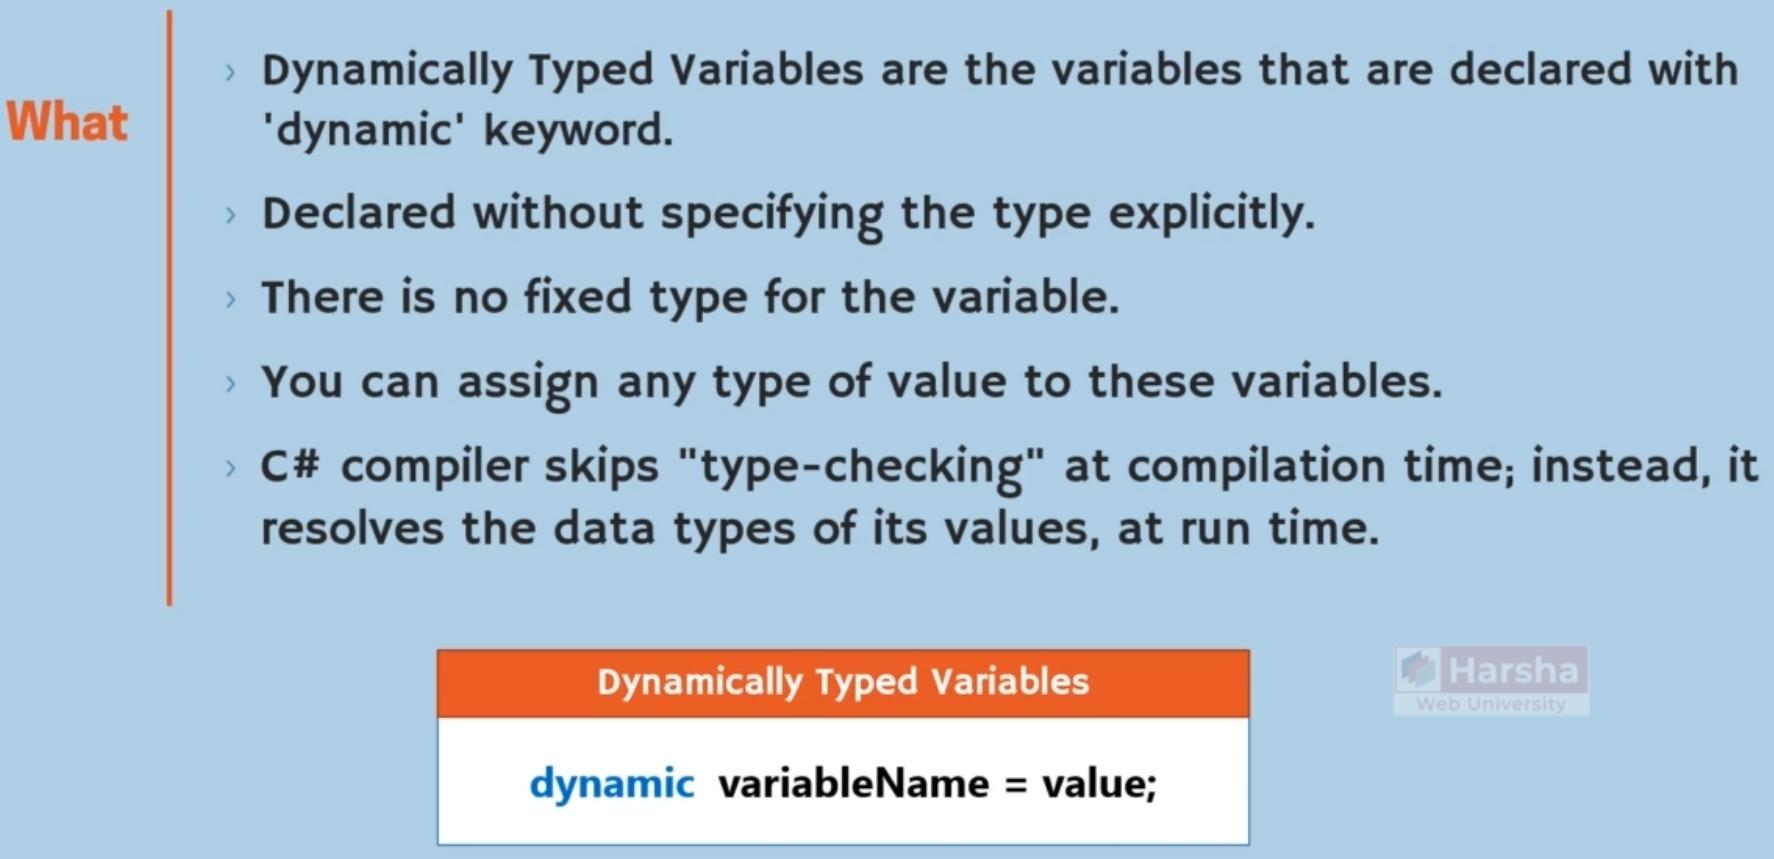 What
› Dynamically Typed Variables are the variables that are declared with
'dynamic' keyword.
› Declared without specifying the type explicitly.
› There is no fixed type for the variable.
› You can assign any type of value to these variables.
› C# compiler skips "type-checking" at compilation time; instead, it
resolves the data types of its values, at run time.
Dynamically Typed Variables
dynamic variableName = value;
Harsha
Web University